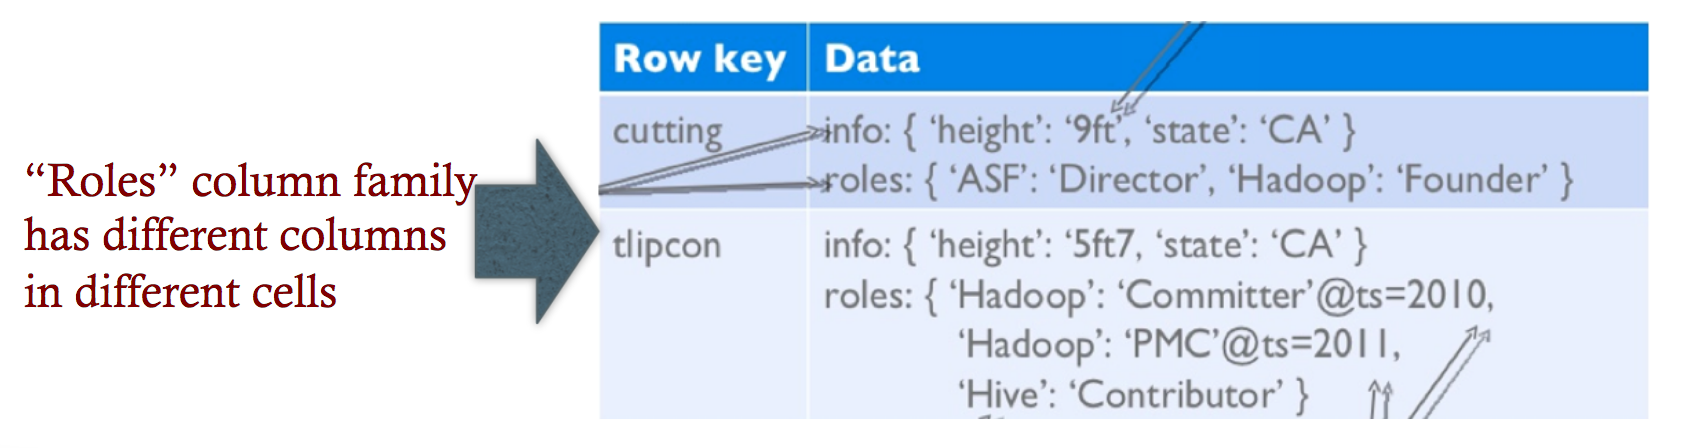 “Roles” column family
has different columns
in different cells
Row key Data
cutting info: { ‘height’: ‘9ft’, ‘state’: ‘CA’ }
roles: { ‘ASF’: ‘Director’, ‘Hadoop’: ‘Founder’ }
tlipcon info: { ‘height’: ‘5ft7, ‘state’: ‘CA’ }
roles: { ‘Hadoop’: ‘Committer’@ts=2010,
‘Hadoop’: ‘PMC’@ts=2011,
‘Hive’: ‘Contributor’ }